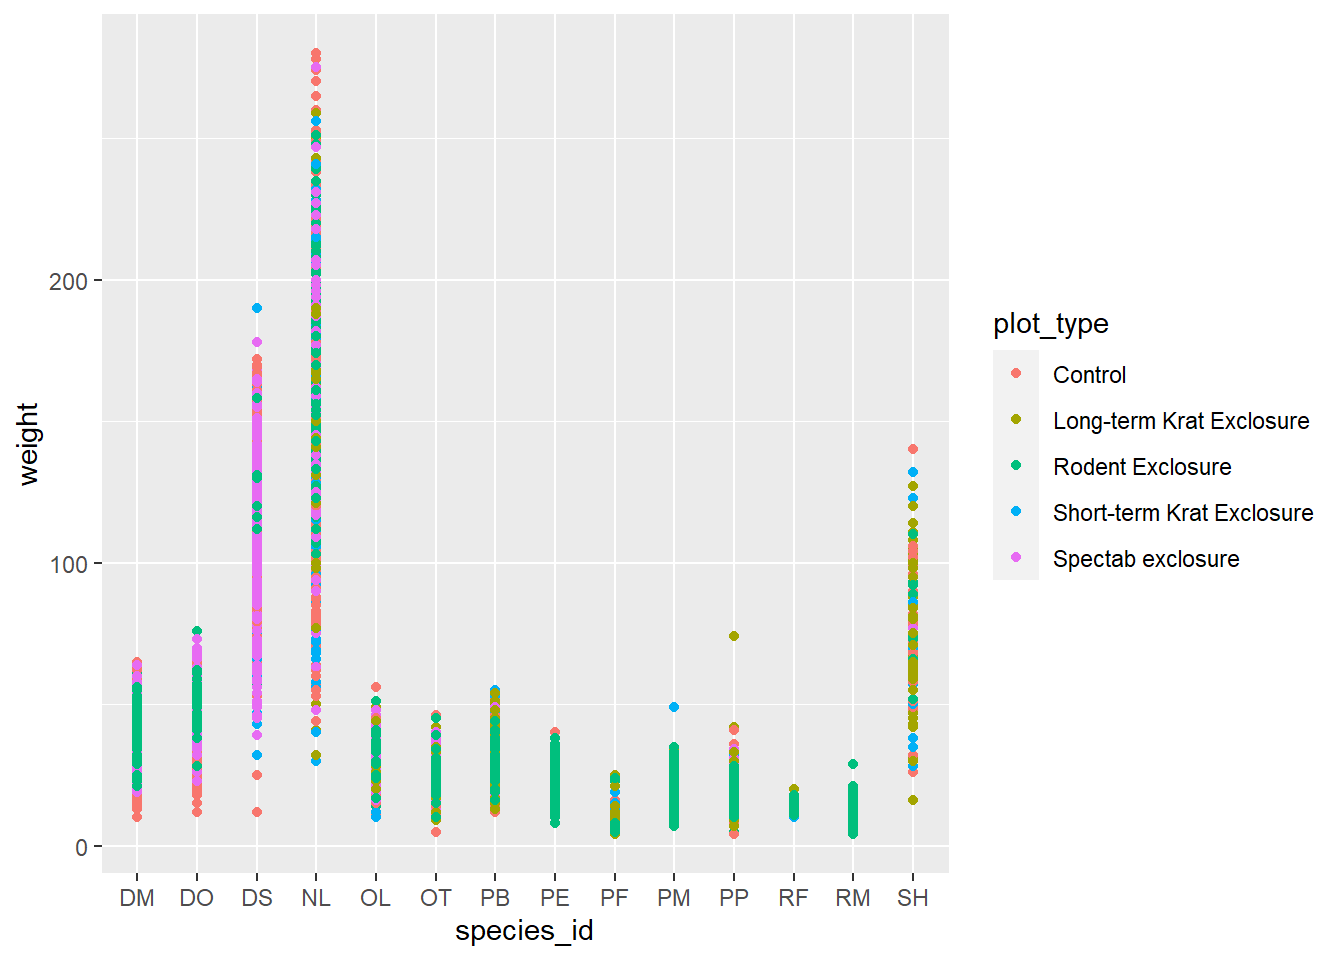 weight
200
100
0
DM DO DS NL OL OT PB PE PF PM PP RF RM SH
species_id
plot_type
Control
Long-term Krat Exclosure
Rodent Exclosure
Short-term Krat Exclosure
Spectab exclosure